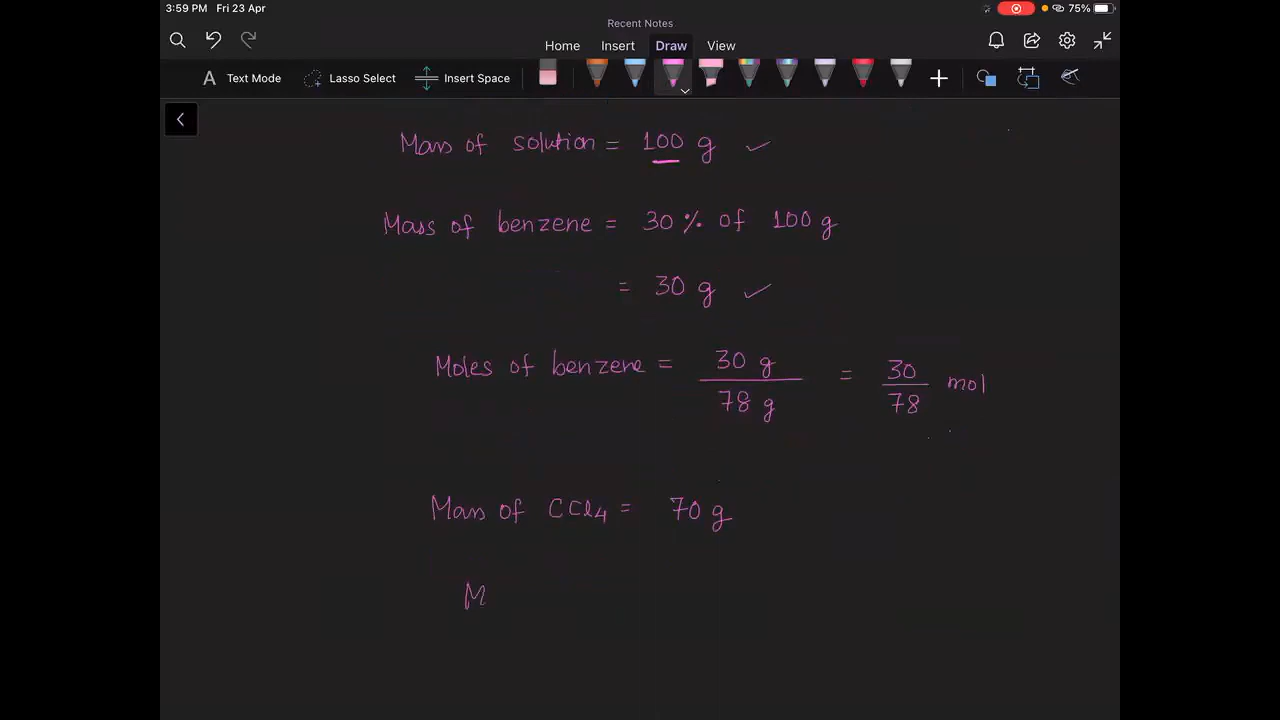 3:59 PM Fri 23 Apr 75%
Recent Notes
Home Insert Draw View
A Text Mode Lasso Select Insert Space
Mass of solution = 100 g ✓
Mass of benzene = 30 % of 100 g
= 30 g ✓
Moles of benzene = 30 g / 78 g = 30 / 78 mol
Mass of CCl4 = 70 g
M